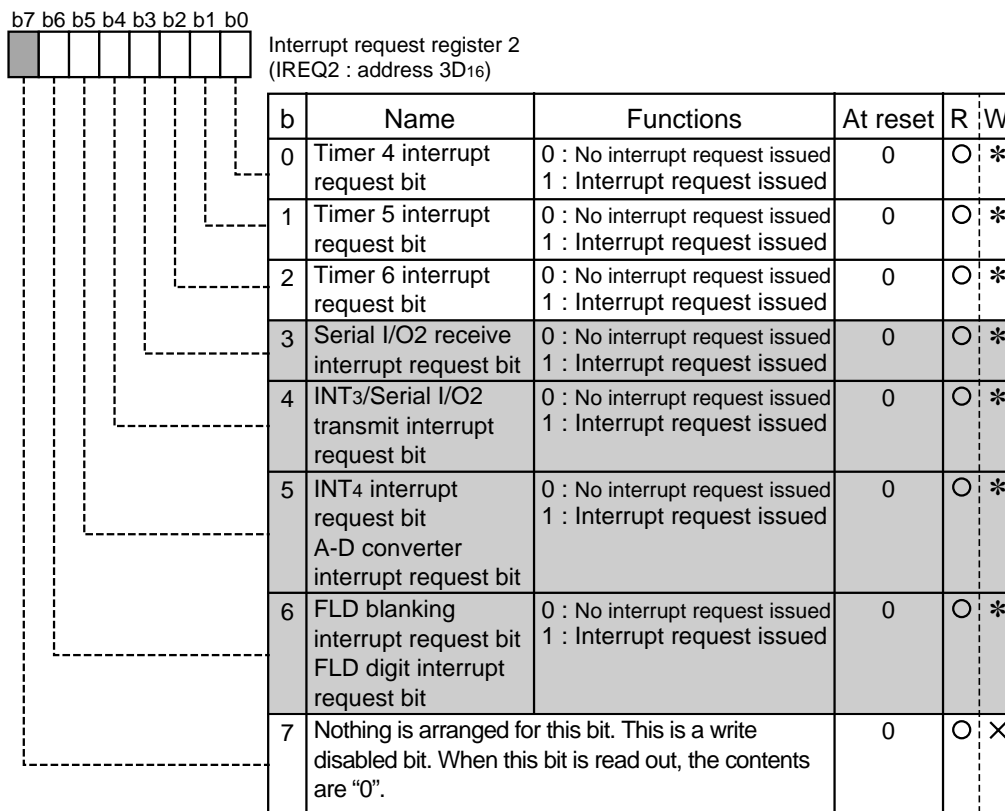 b7 b6 b5 b4 b3 b2 b1 b0
Interrupt request register 2
(IREQ2 : address 3D16)
b Name Functions At reset R W
0 Timer 4 interrupt request bit 0 : No interrupt request issued 0 ○ ✻
1 : Interrupt request issued
1 Timer 5 interrupt request bit 0 : No interrupt request issued 0 ○ ✻
1 : Interrupt request issued
2 Timer 6 interrupt request bit 0 : No interrupt request issued 0 ○ ✻
1 : Interrupt request issued
3 Serial I/O2 receive interrupt request bit 0 : No interrupt request issued 0 ○ ✻
1 : Interrupt request issued
4 INT3/Serial I/O2 0 : No interrupt request issued 0 ○ ✻
transmit interrupt 1 : Interrupt request issued
request bit
5 INT4 interrupt 0 : No interrupt request issued 0 ○ ✻
request bit 1 : Interrupt request issued
A-D converter
interrupt request bit
6 FLD blanking 0 : No interrupt request issued 0 ○ ✻
interrupt request bit 1 : Interrupt request issued
FLD digit interrupt
request bit
7 Nothing is arranged for this bit. This is a write 0 ○ ×
disabled bit. When this bit is read out, the contents
are “0”.